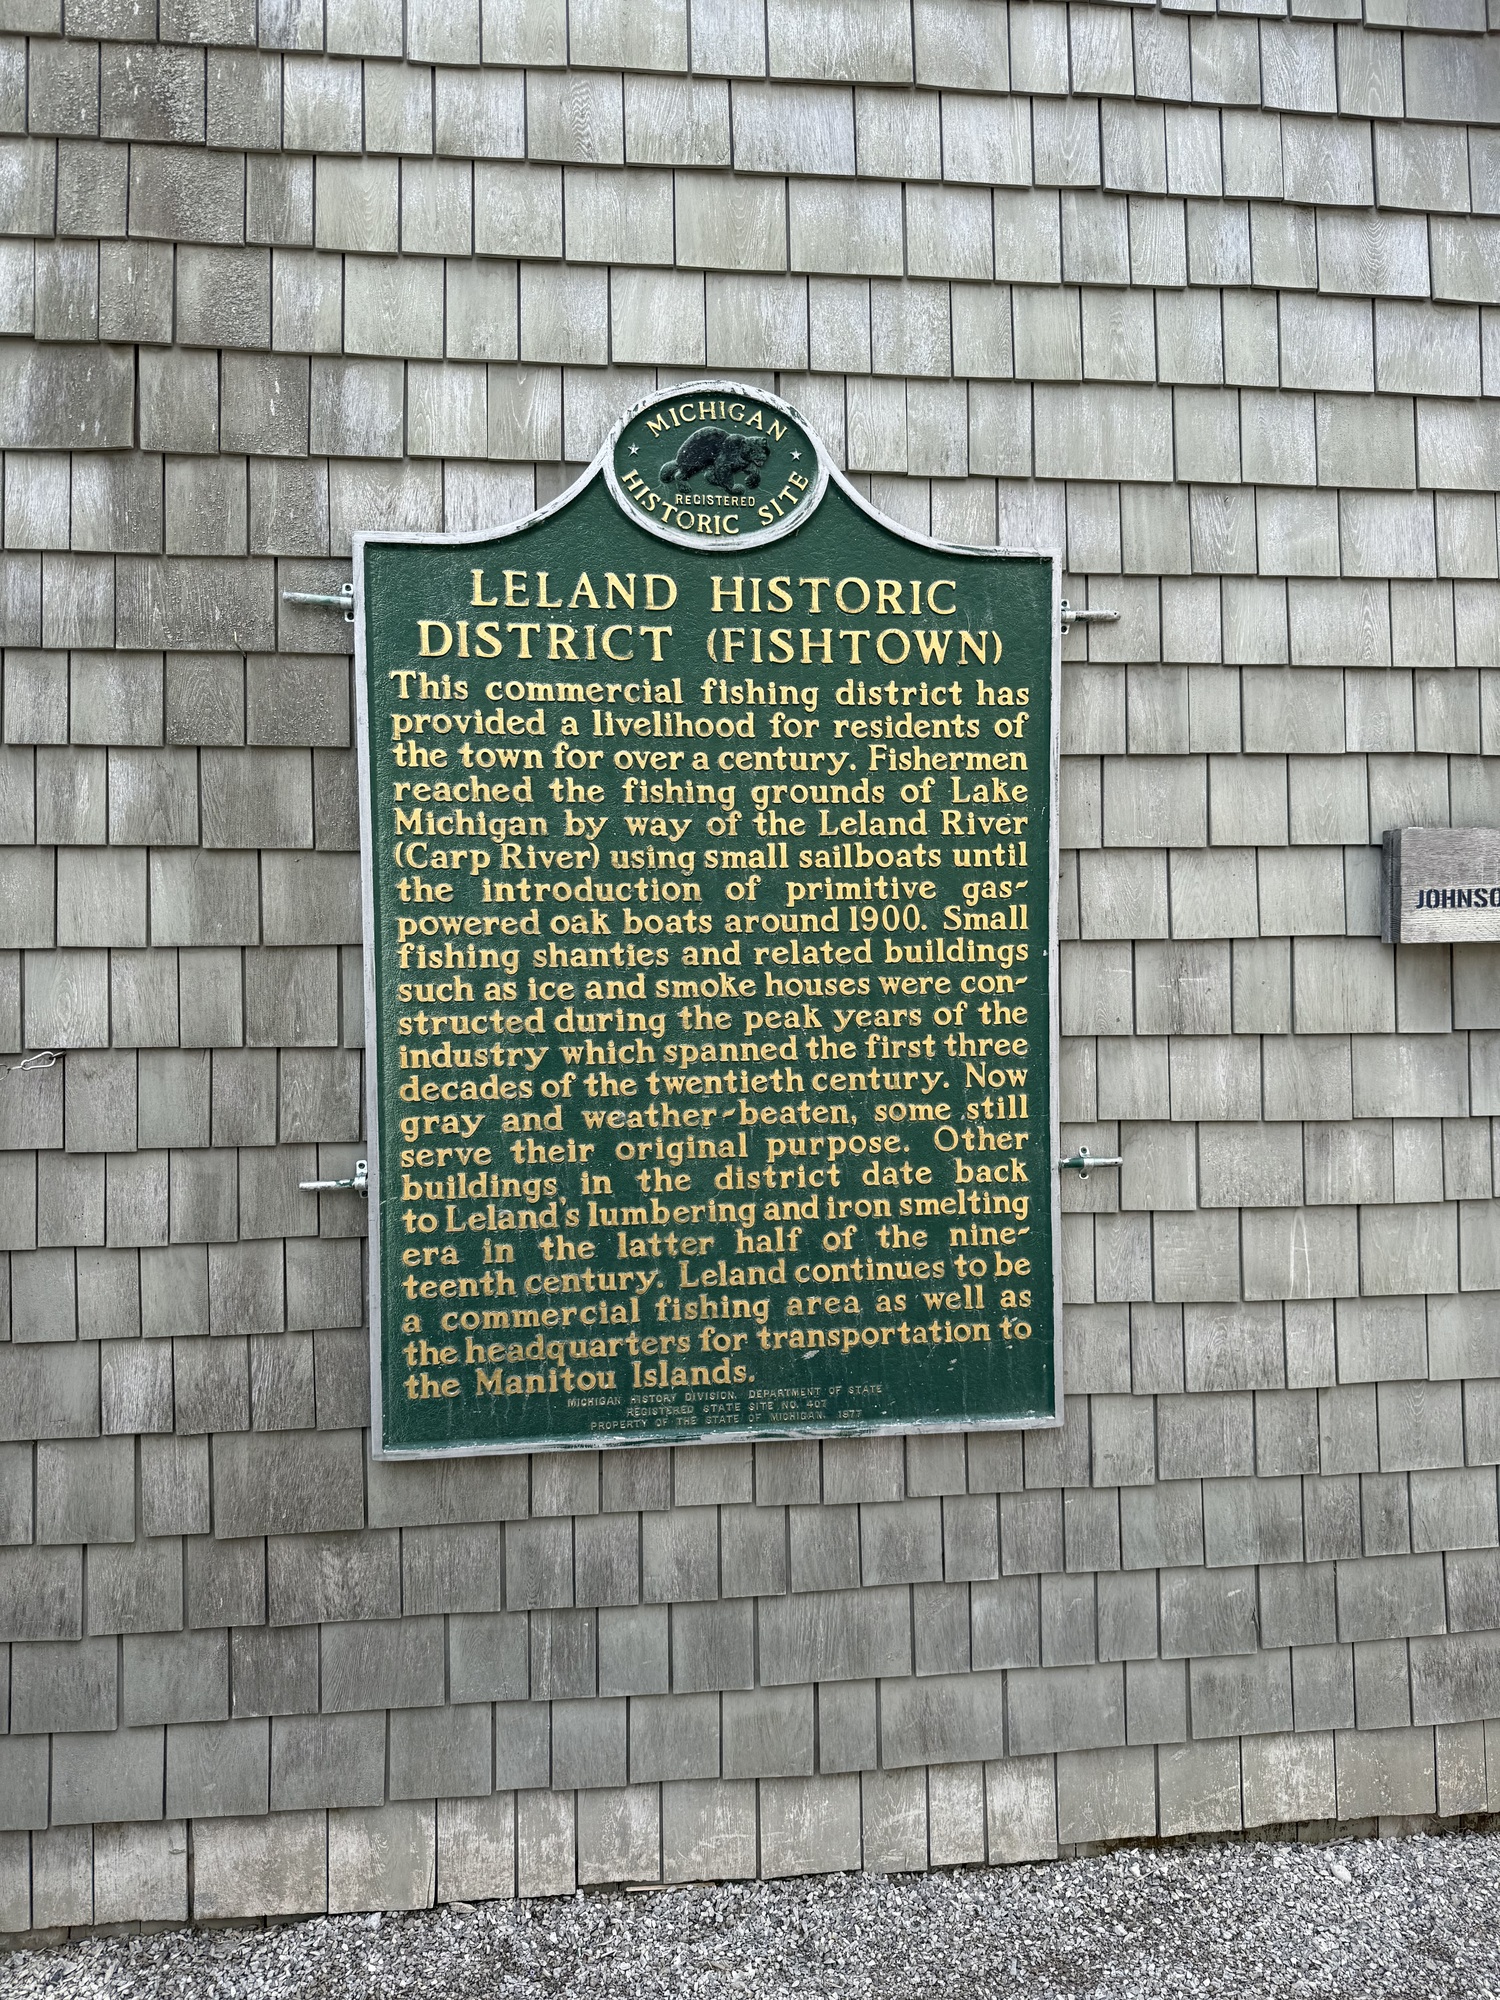 MICHIGAN
REGISTERED
HISTORIC SITE
LELAND HISTORIC
DISTRICT (FISHTOWN)
This commercial fishing district has
provided a livelihood for residents of
the town for over a century. Fishermen
reached the fishing grounds of Lake
Michigan by way of the Leland River
(Carp River) using small sailboats until
the introduction of primitive gas-
powered oak boats around 1900. Small
fishing shanties and related buildings
such as ice and smoke houses were con-
structed during the peak years of the
industry which spanned the first three
decades of the twentieth century. Now
gray and weather-beaten, some still
serve their original purpose. Other
buildings in the district date back
to Leland's lumbering and iron smelting
era in the latter half of the nine-
teenth century. Leland continues to be
a commercial fishing area as well as
the headquarters for transportation to
the Manitou Islands.
MICHIGAN HISTORY DIVISION, DEPARTMENT OF STATE
REGISTERED STATE SITE NO. 407
PROPERTY OF THE STATE OF MICHIGAN, 1977
JOHNSO